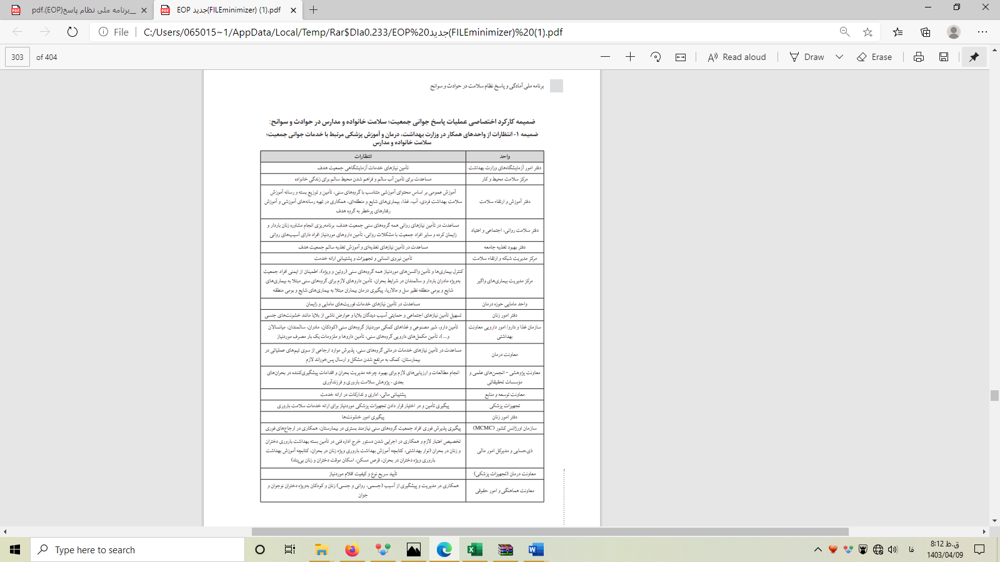 برنامه ملی نظام پاسخ(EOP).pdf
EOP جدید(FILEminimizer) (1).pdf
File
C:/Users/065015~1/AppData/Local/Temp/Rar$DIa0.233/EOP%20جدید(FILEminimizer)%20(1).pdf
303 of 404
Read aloud
Draw
Erase
برنامه ملی آمادگی و پاسخ نظام سلامت در حوادث و سوانح
ضمیمه کارکرد اختصاصی عملیات پاسخ جوانی جمعیت؛ سلامت خانواده و مدارس در حوادث و سوانح:
ضمیمه ۱- انتظارات از واحدهای همکار در وزارت بهداشت، درمان و آموزش پزشکی مرتبط با خدمات جوانی جمعیت؛
سلامت خانواده و مدارس
واحد انتظارات
دفتر امور آزمایشگاه‌های وزارت بهداشت تأمین نیازهای خدمات آزمایشگاهی جمعیت هدف
مرکز سلامت محیط و کار مساعدت برای تأمین آب سالم و فراهم شدن محیط سالم برای زندگی خانواده
دفتر آموزش و ارتقاء سلامت
آموزش عمومی بر اساس محتوای آموزشی متناسب با گروه‌های سنی، تأمین و توزیع بسته و رسانه آموزش
سلامت بهداشت فردی، آب، غذا، بیماری‌های شایع و منطقه‌ای، همکاری در تهیه رسانه‌های آموزشی و آموزش
رفتارهای پرخطر به گروه هدف
دفتر سلامت روانی، اجتماعی و اعتیاد
مساعدت در تأمین نیازهای روانی همه گروه‌های سنی جمعیت هدف، برنامه‌ریزی انجام مشاوره زنان باردار و
زایمان کرده و سایر افراد جمعیت با مشکلات روانی، تأمین داروهای موردنیاز افراد دارای آسیب‌های روانی
دفتر بهبود تغذیه جامعه مساعدت در تأمین نیازهای تغذیه‌ای و آموزش تغذیه سالم جمعیت هدف
مرکز مدیریت شبکه و ارتقاء سلامت تأمین نیروی انسانی و تجهیزات و پشتیبانی ارائه خدمت
مرکز مدیریت بیماری‌های واگیر
کنترل بیماری‌ها و تأمین واکسن‌های موردنیاز همه گروه‌های سنی (روتین و ویژه)، اطمینان از ایمنی افراد جمعیت
به‌ویژه مادران باردار و سالمندان در شرایط بحران، تأمین داروهای لازم برای گروه‌های سنی مبتلا به بیماری‌های
شایع و بومی منطقه نظیر سل و مالاریا، پیگیری درمان بیماران مبتلا به بیماری‌های شایع و بومی منطقه
واحد مامایی حوزه درمان مساعدت در تأمین نیازهای خدمات فوریت‌های مامایی و زایمان
دفتر امور زنان تسهیل تأمین نیازهای اجتماعی و حمایتی آسیب دیدگان بلایا و عوارض ناشی از بلایا مانند خشونت‌های جنسی
سازمان غذا و دارو/ امور دارویی معاونت
بهداشتی
تأمین دارو، شیر مصنوعی و غذاهای کمکی موردنیاز گروه‌های سنی (کودکان، مادران، سالمندان، میانسالان
و...)، تأمین مکمل‌های دارویی گروه‌های سنی، تأمین داروها و ملزومات یک بار مصرف موردنیاز
معاونت درمان
مساعدت در تأمین نیازهای خدمات درمانی گروه‌های سنی، پذیرش موارد ارجاعی از سوی تیم‌های عملیاتی در
بیمارستان، کمک به مرتفع شدن مشکل و ارسال پس‌خوراند لازم
معاونت پژوهشی - انجمن‌های علمی و
مؤسسات تحقیقاتی
انجام مطالعات و ارزیابی‌های لازم برای بهبود چرخه مدیریت بحران و اقدامات پیشگیری‌کننده در بحران‌های
بعدی - پژوهش سلامت باروری و فرزندآوری
معاونت توسعه و منابع پشتیبانی مالی، اداری و تدارکات در ارائه خدمت
تجهیزات پزشکی پیگیری تأمین و در اختیار قرار دادن تجهیزات پزشکی موردنیاز برای ارائه خدمات سلامت باروری
دفتر امور زنان پیگیری امور خشونت‌ها
سازمان اورژانس کشور (MCMC) پیگیری پذیرش فوری افراد جمعیت گروه‌های سنی نیازمند بستری در بیمارستان، همکاری در ارجاع‌های فوری
ذی‌حسابی و مدیرکل امور مالی
تخصیص اعتبار لازم و همکاری در اجرایی شدن دستور خرج اداره فنی در تأمین بسته بهداشت باروری دختران
و زنان در بحران (نوار بهداشتی، کتابچه آموزش بهداشت باروری ویژه زنان در بحران، کتابچه آموزش بهداشت
باروری ویژه دختران در بحران، قرص مسکن، اسکان موقت دختران و زنان بی‌پناه)
معاونت درمان (تجهیزات پزشکی) تأیید سریع نوع و کیفیت اقلام موردنیاز
معاونت هماهنگی و امور حقوقی
همکاری در مدیریت و پیشگیری از آسیب (جسمی، روانی و جنسی) زنان و کودکان به‌ویژه دختران نوجوان و
جوان
Type here to search
فا
8:12 ق.ظ
1403/04/09